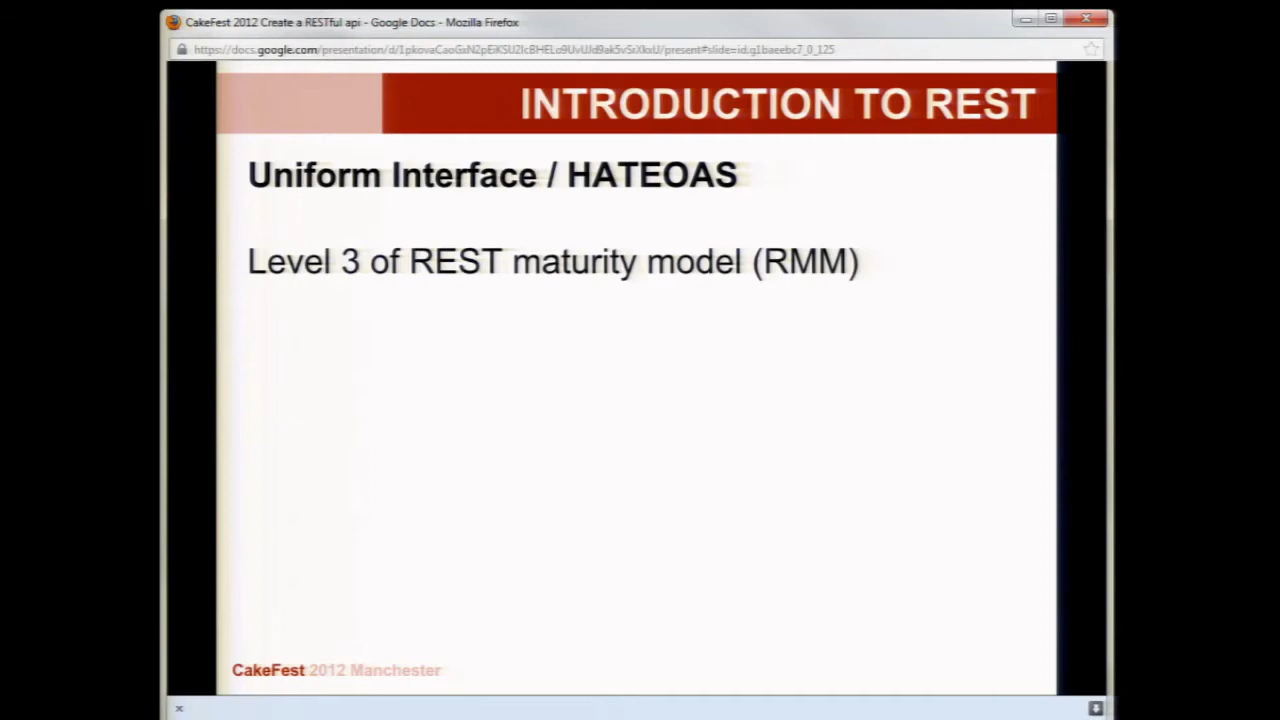 CakeFest 2012 Create a RESTful api - Google Docs - Mozilla Firefox
INTRODUCTION TO REST
Uniform Interface / HATEOAS
Level 3 of REST maturity model (RMM)
CakeFest 2012 Manchester